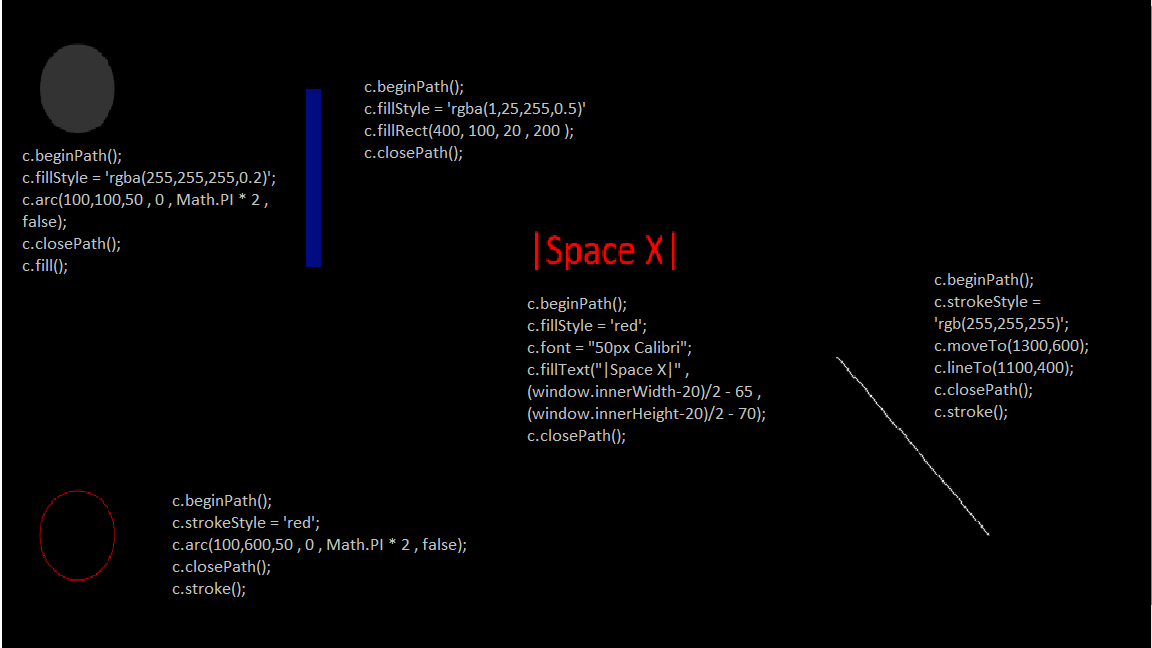 c.beginPath();
c.fillStyle = 'rgba(255,255,255,0.2)';
c.arc(100,100,50 , 0 , Math.PI * 2 ,
false);
c.closePath();
c.fill();
c.beginPath();
c.fillStyle = 'rgba(1,25,255,0.5)'
c.fillRect(400, 100, 20 , 200 );
c.closePath();
|Space X|
c.beginPath();
c.fillStyle = 'red';
c.font = "50px Calibri";
c.fillText("|Space X|" ,
(window.innerWidth-20)/2 - 65 ,
(window.innerHeight-20)/2 - 70);
c.closePath();
c.beginPath();
c.strokeStyle =
'rgb(255,255,255)';
c.moveTo(1300,600);
c.lineTo(1100,400);
c.closePath();
c.stroke();
c.beginPath();
c.strokeStyle = 'red';
c.arc(100,600,50 , 0 , Math.PI * 2 , false);
c.closePath();
c.stroke();